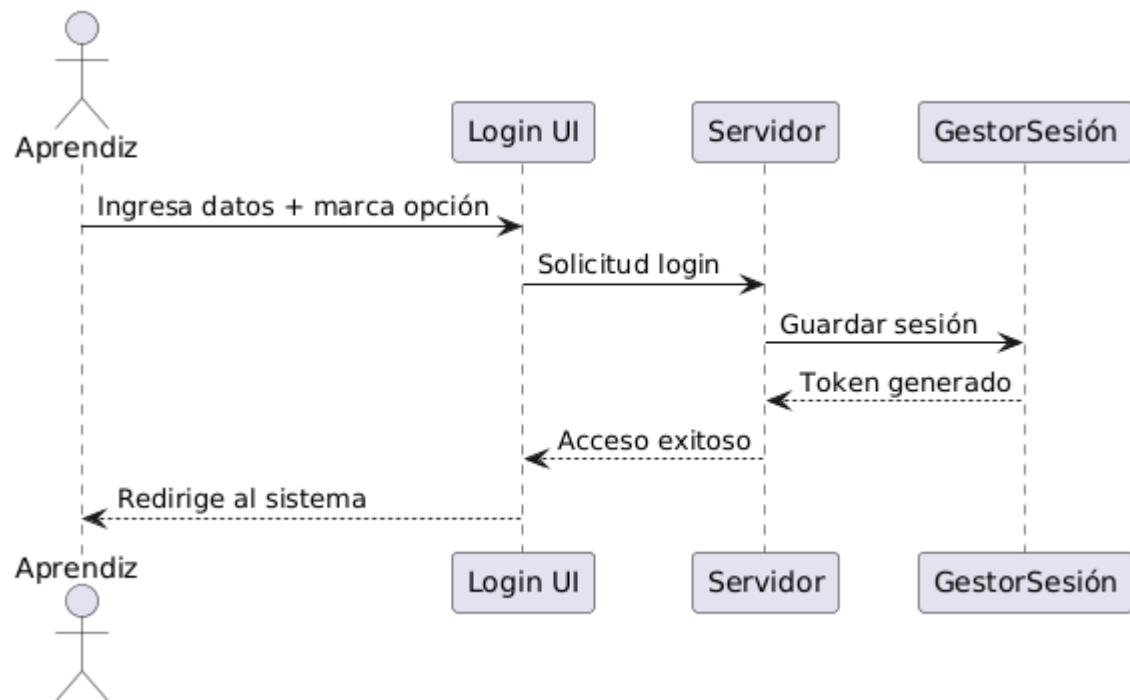 Aprendiz
Login UI
Servidor
GestorSesión
Ingresa datos + marca opción
Solicitud login
Guardar sesión
Token generado
Acceso exitoso
Redirige al sistema
Aprendiz
Login UI
Servidor
GestorSesión